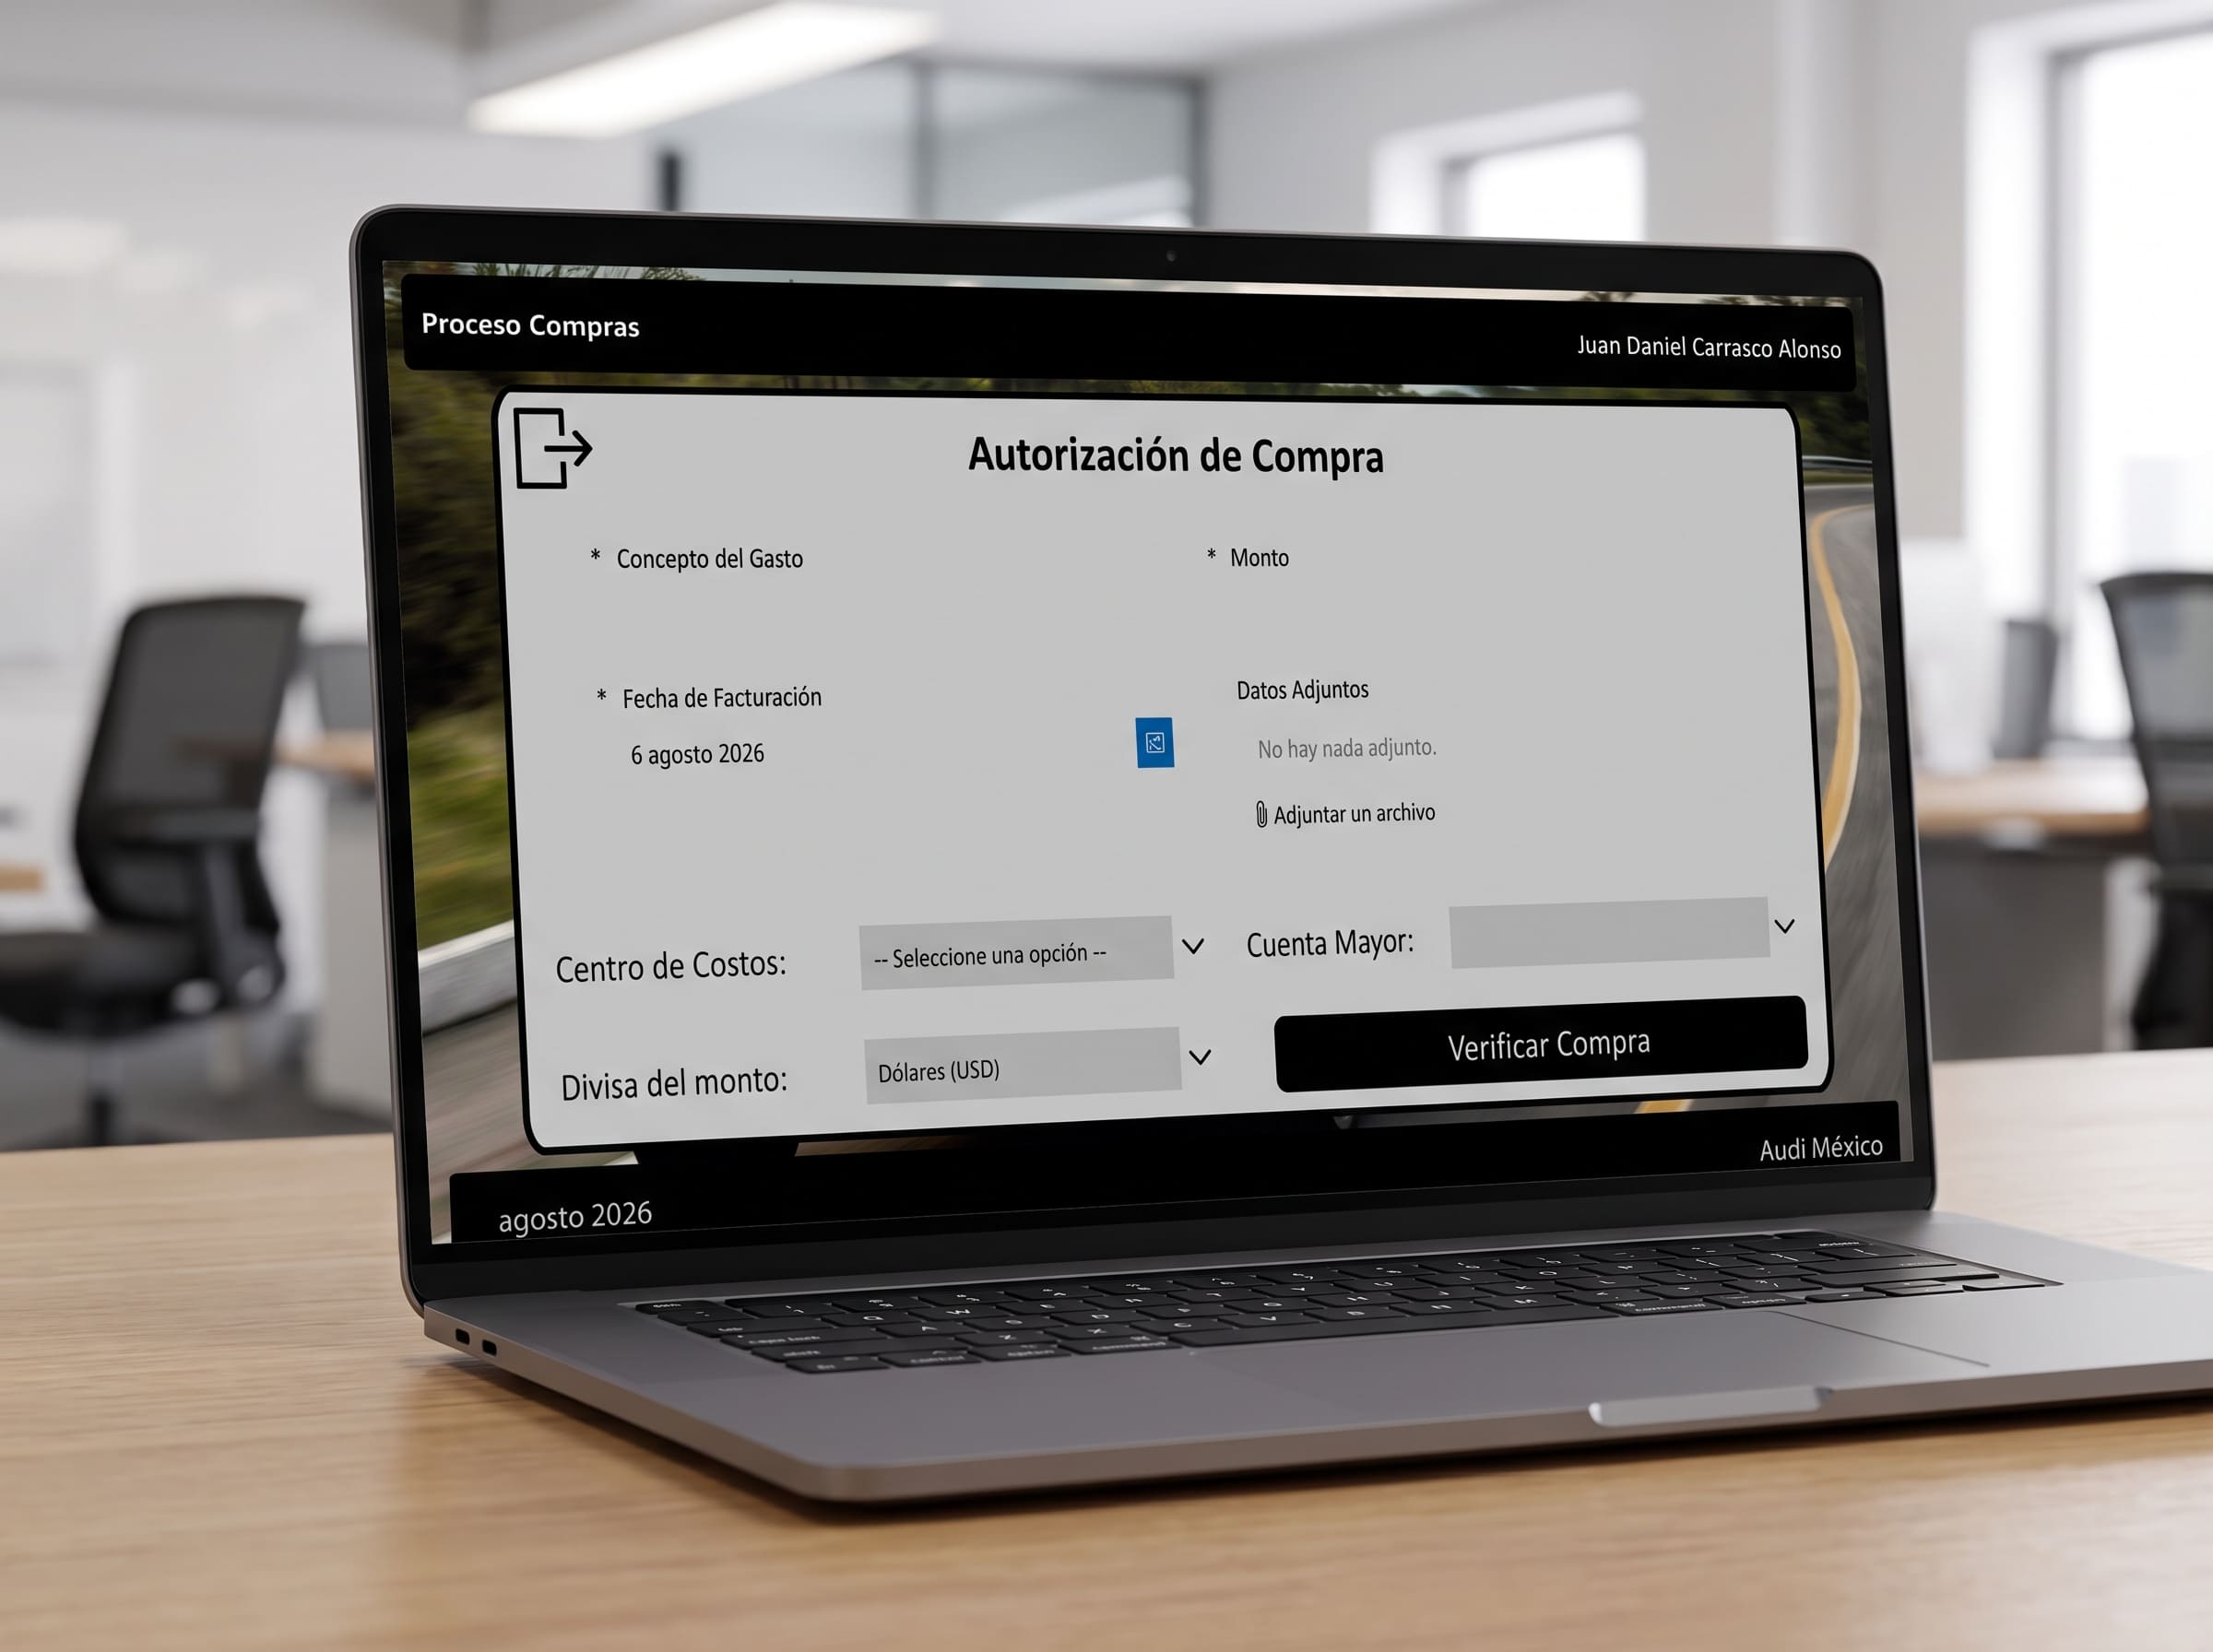 Proceso Compras
Juan Daniel Carrasco Alonso
Autorización de Compra
* Concepto del Gasto
* Monto
* Fecha de Facturación
6 agosto 2026
Datos Adjuntos
No hay nada adjunto.
Adjuntar un archivo
Centro de Costos:
-- Seleccione una opción --
Cuenta Mayor:
Divisa del monto:
Dólares (USD)
Verificar Compra
agosto 2026
Audi México